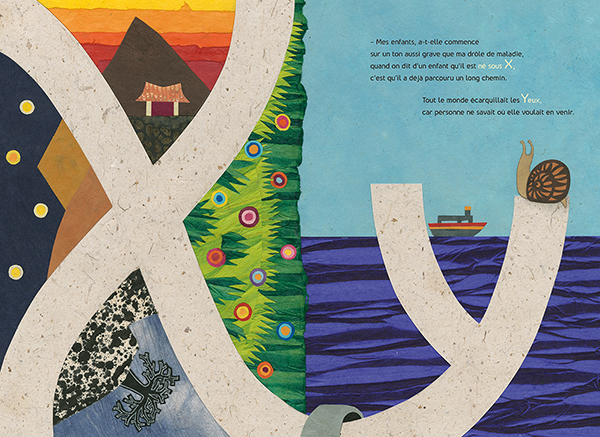 – Mes enfants, a-t-elle commencé
sur un ton aussi grave que ma drôle de maladie,
quand on dit d'un enfant qu'il est né sous X,
c'est qu'il a déjà parcouru un long chemin.
Tout le monde écarquillait les Yeux,
car personne ne savait où elle voulait en venir.